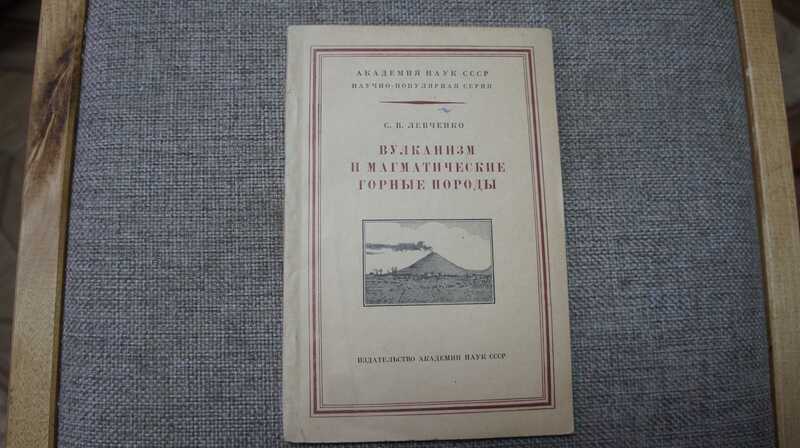 АКАДЕМИЯ НАУК СССР
НАУЧНО-ПОПУЛЯРНАЯ СЕРИЯ
С. В. ЛЕВЧЕНКО
ВУЛКАНИЗМ
И МАГМАТИЧЕСКИЕ
ГОРНЫЕ ПОРОДЫ
ИЗДАТЕЛЬСТВО АКАДЕМИИ НАУК СССР